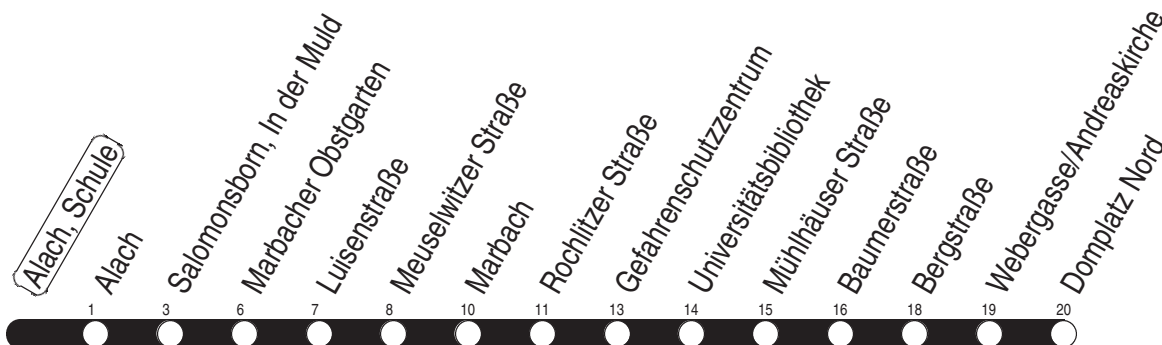 Alach, Schule
Alach
Salomonsborn, In der Muld
Marbacher Obstgarten
Luisenstraße
Meuselwitzer Straße
Marbach
Rochlitzer Straße
Gefahrenschutzzentrum
Universitätsbibliothek
Mühlhäuser Straße
Baumerstraße
Bergstraße
Webergasse/Andreaskirche
Domplatz Nord
1 3 6 7 8 10 11 13 14 15 16 18 19 20